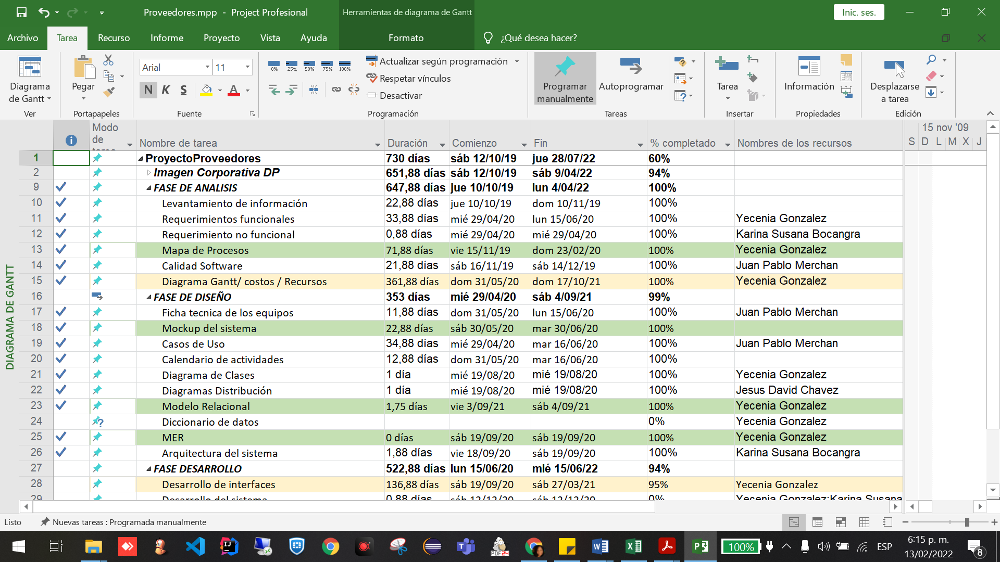 Proveedores.mpp - Project Profesional
Herramientas de diagrama de Gantt
Inic. ses.
Archivo
Tarea
Recurso
Informe
Proyecto
Vista
Ayuda
Formato
¿Qué desea hacer?
Diagrama de Gantt
Ver
Pegar
Portapapeles
Arial
11
N K S
A
Fuente
0% 25% 50% 75% 100%
Actualizar según programación
Respetar vínculos
Desactivar
Programación
Programar manualmente
Autoprogramar
Tareas
Tarea
Insertar
Información
Propiedades
Desplazarse a tarea
Edición
DIAGRAMA DE GANTT
Modo de tarea Nombre de tarea Duración Comienzo Fin % completado Nombres de los recursos
15 nov '09
S D L M X J
1 ProyectoProveedores 730 días sáb 12/10/19 jue 28/07/22 60%
2 Imagen Corporativa DP 651,88 días sáb 12/10/19 sáb 9/04/22 94%
9 FASE DE ANALISIS 647,88 días jue 10/10/19 lun 4/04/22 100%
10 Levantamiento de información 22,88 días jue 10/10/19 dom 10/11/19 100%
11 Requerimientos funcionales 33,88 días mié 29/04/20 lun 15/06/20 100% Yecenia Gonzalez
12 Requerimiento no funcional 0,88 días mié 29/04/20 mié 29/04/20 100% Karina Susana Bocangra
13 Mapa de Procesos 71,88 días vie 15/11/19 dom 23/02/20 100% Yecenia Gonzalez
14 Calidad Software 21,88 días sáb 16/11/19 sáb 14/12/19 100% Juan Pablo Merchan
15 Diagrama Gantt/ costos / Recursos 361,88 días dom 31/05/20 dom 17/10/21 100% Yecenia Gonzalez
16 FASE DE DISEÑO 353 días mié 29/04/20 sáb 4/09/21 99%
17 Ficha tecnica de los equipos 11,88 días dom 31/05/20 lun 15/06/20 100% Juan Pablo Merchan
18 Mockup del sistema 22,88 días sáb 30/05/20 mar 30/06/20 100%
19 Casos de Uso 34,88 días mié 29/04/20 mar 16/06/20 100% Juan Pablo Merchan
20 Calendario de actividades 12,88 días dom 31/05/20 mar 16/06/20 100%
21 Diagrama de Clases 1 día mié 19/08/20 mié 19/08/20 100% Yecenia Gonzalez
22 Diagramas Distribución 1 día mié 19/08/20 mié 19/08/20 100% Jesus David Chavez
23 Modelo Relacional 1,75 días vie 3/09/21 sáb 4/09/21 100% Yecenia Gonzalez
24 Diccionario de datos 0% Yecenia Gonzalez
25 MER 0 días sáb 19/09/20 sáb 19/09/20 100% Yecenia Gonzalez
26 Arquitectura del sistema 1,88 días vie 18/09/20 sáb 19/09/20 100% Karina Susana Bocangra
27 FASE DESARROLLO 522,88 días lun 15/06/20 mié 15/06/22 94%
28 Desarrollo de interfaces 136,88 días sáb 19/09/20 sáb 27/03/21 95% Yecenia Gonzalez
29 Desarrollo del sistema 0,88 días sáb 12/12/20 sáb 12/12/20 0% Yecenia Gonzalez;Karina Susana
Listo
Nuevas tareas : Programada manualmente
100%
ESP
6:15 p. m.
13/02/2022
8